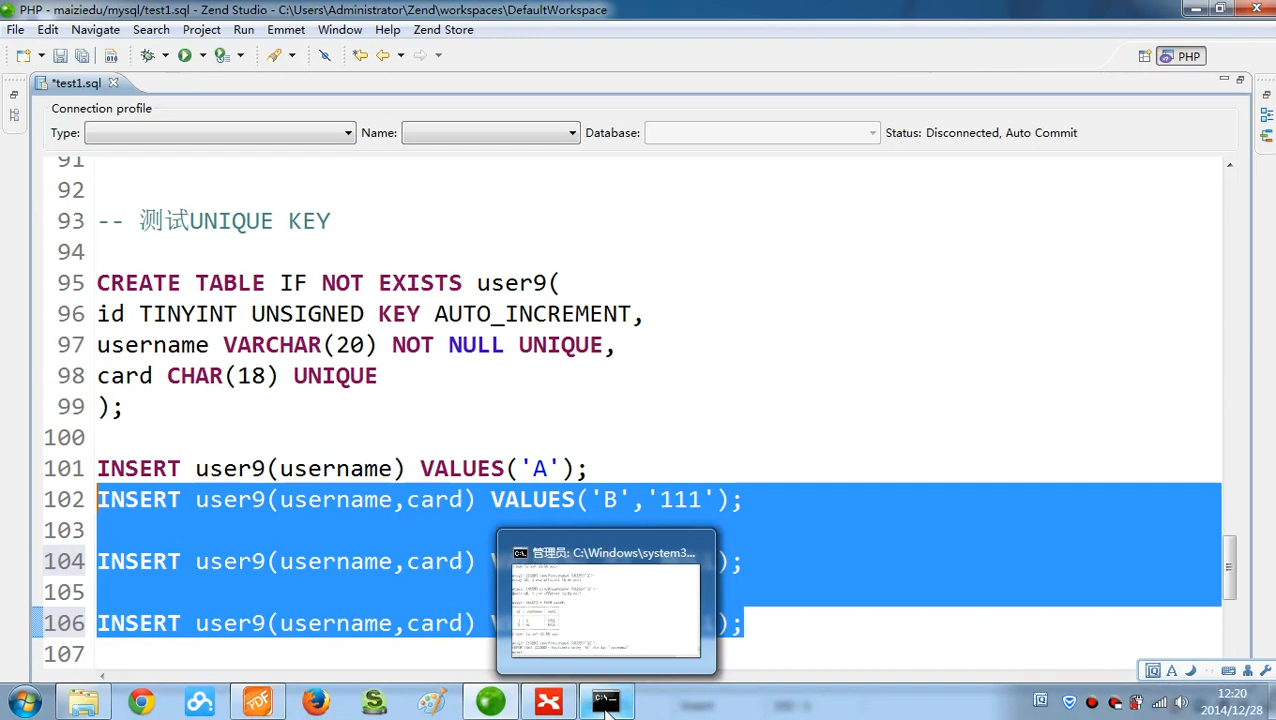 PHP - maiziedu/mysql/test1.sql - Zend Studio - C:\Users\Administrator\Zend\workspaces\DefaultWorkspace
File Edit Navigate Search Project Run Emmet Window Help Zend Store
PHP
*test1.sql
Connection profile
Type: Name: Database: Status: Disconnected, Auto Commit
91
92
93 -- 测试UNIQUE KEY
94
95 CREATE TABLE IF NOT EXISTS user9(
96 id TINYINT UNSIGNED KEY AUTO_INCREMENT,
97 username VARCHAR(20) NOT NULL UNIQUE,
98 card CHAR(18) UNIQUE
99 );
100
101 INSERT user9(username) VALUES('A');
102 INSERT user9(username,card) VALUES('B','111');
103
104 INSERT user9(username,card) );
105
106 INSERT user9(username,card) );
107
管理员: C:\Windows\system3...
12:20
2014/12/28